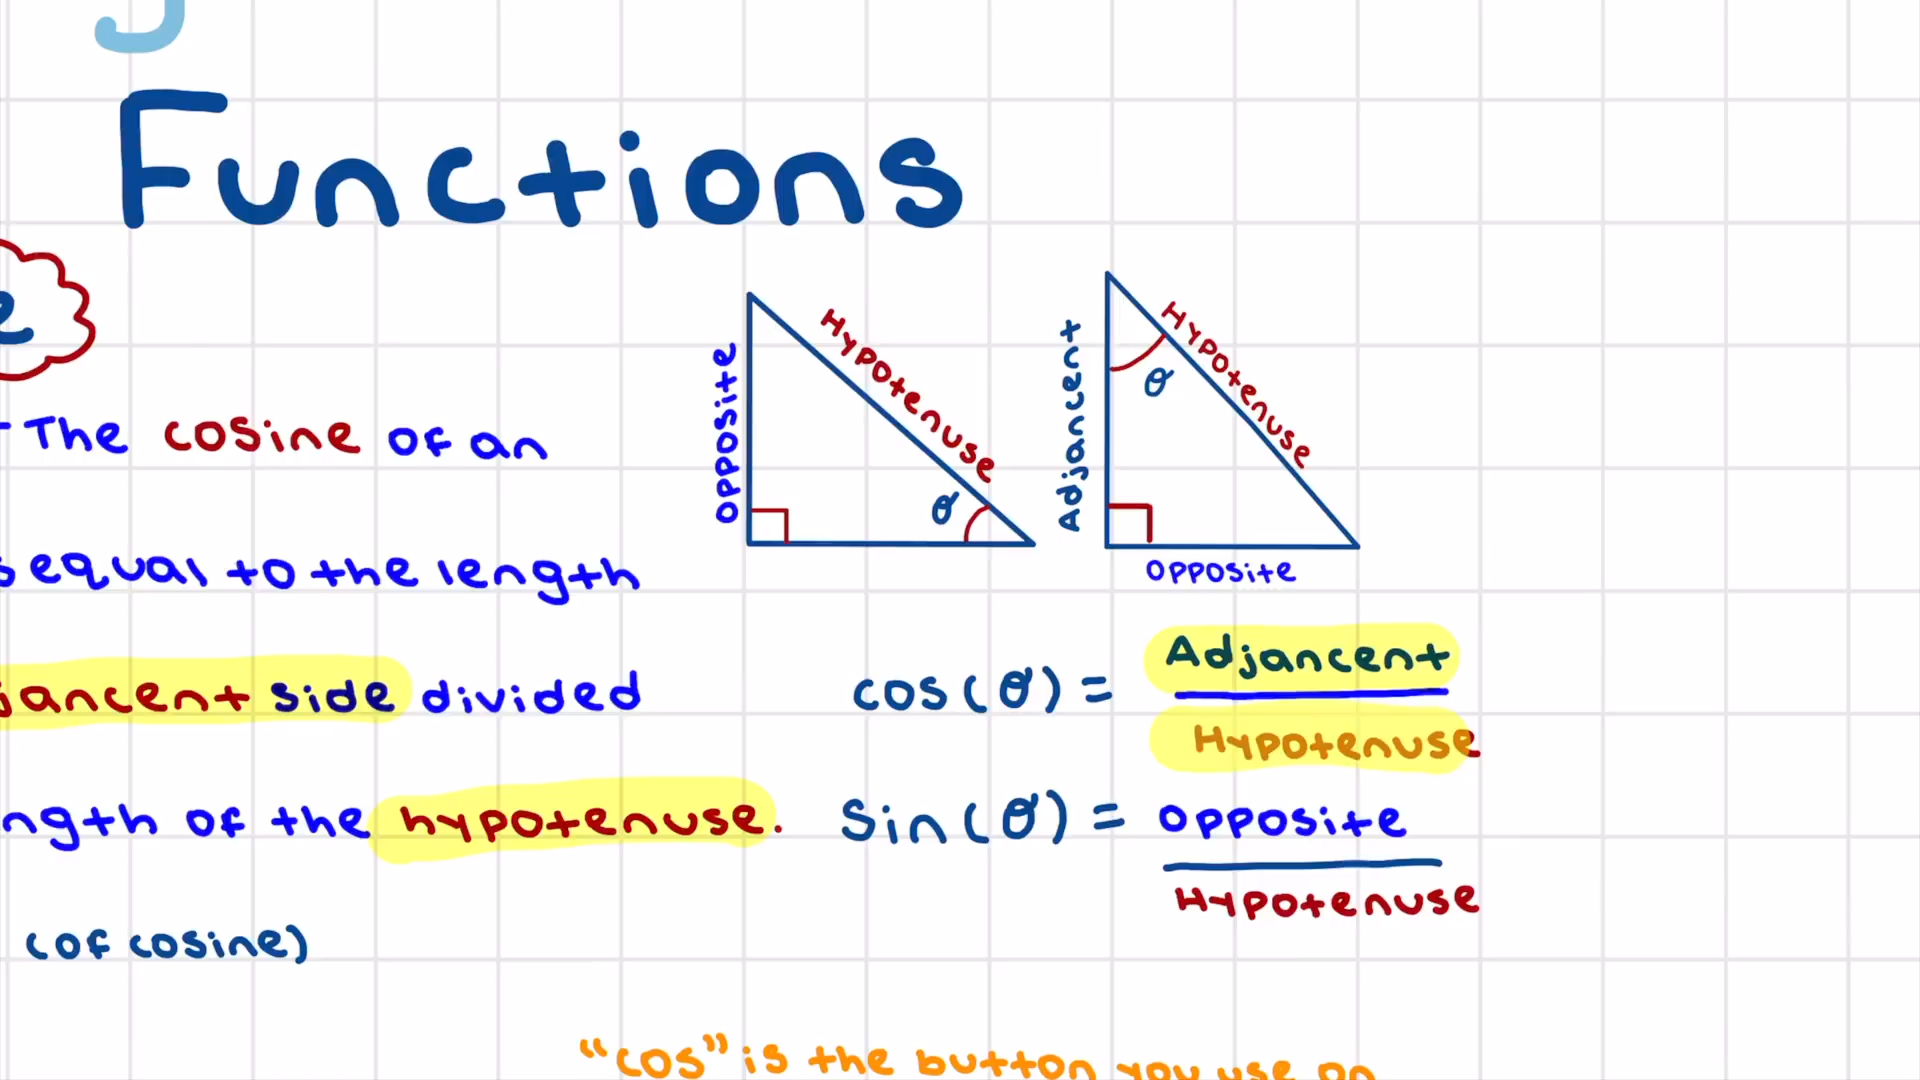 Functions
Hypotenuse
Opposite
θ
Adjancent
Hypotenuse
θ
Opposite
The cosine of an
equal to the length
jancent side divided
ngth of the hypotenuse.
(of cosine)
cos(θ) = Adjancent
Hypotenuse
Sin(θ) = Opposite
Hypotenuse
"cos" is the button you use on